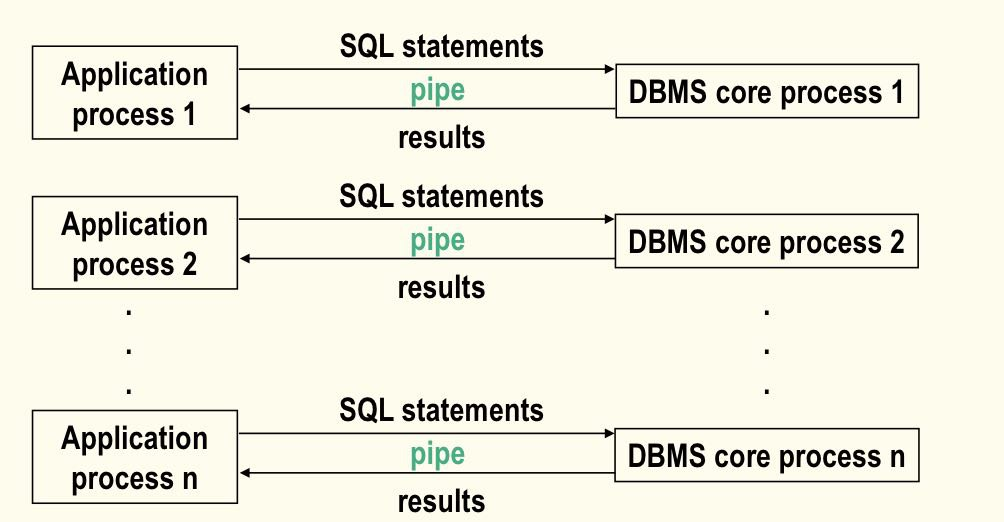 SQL statements
Application
process 1
pipe
DBMS core process 1
results
SQL statements
Application
process 2
pipe
DBMS core process 2
results
.
.
.
.
.
.
SQL statements
Application
process n
pipe
DBMS core process n
results